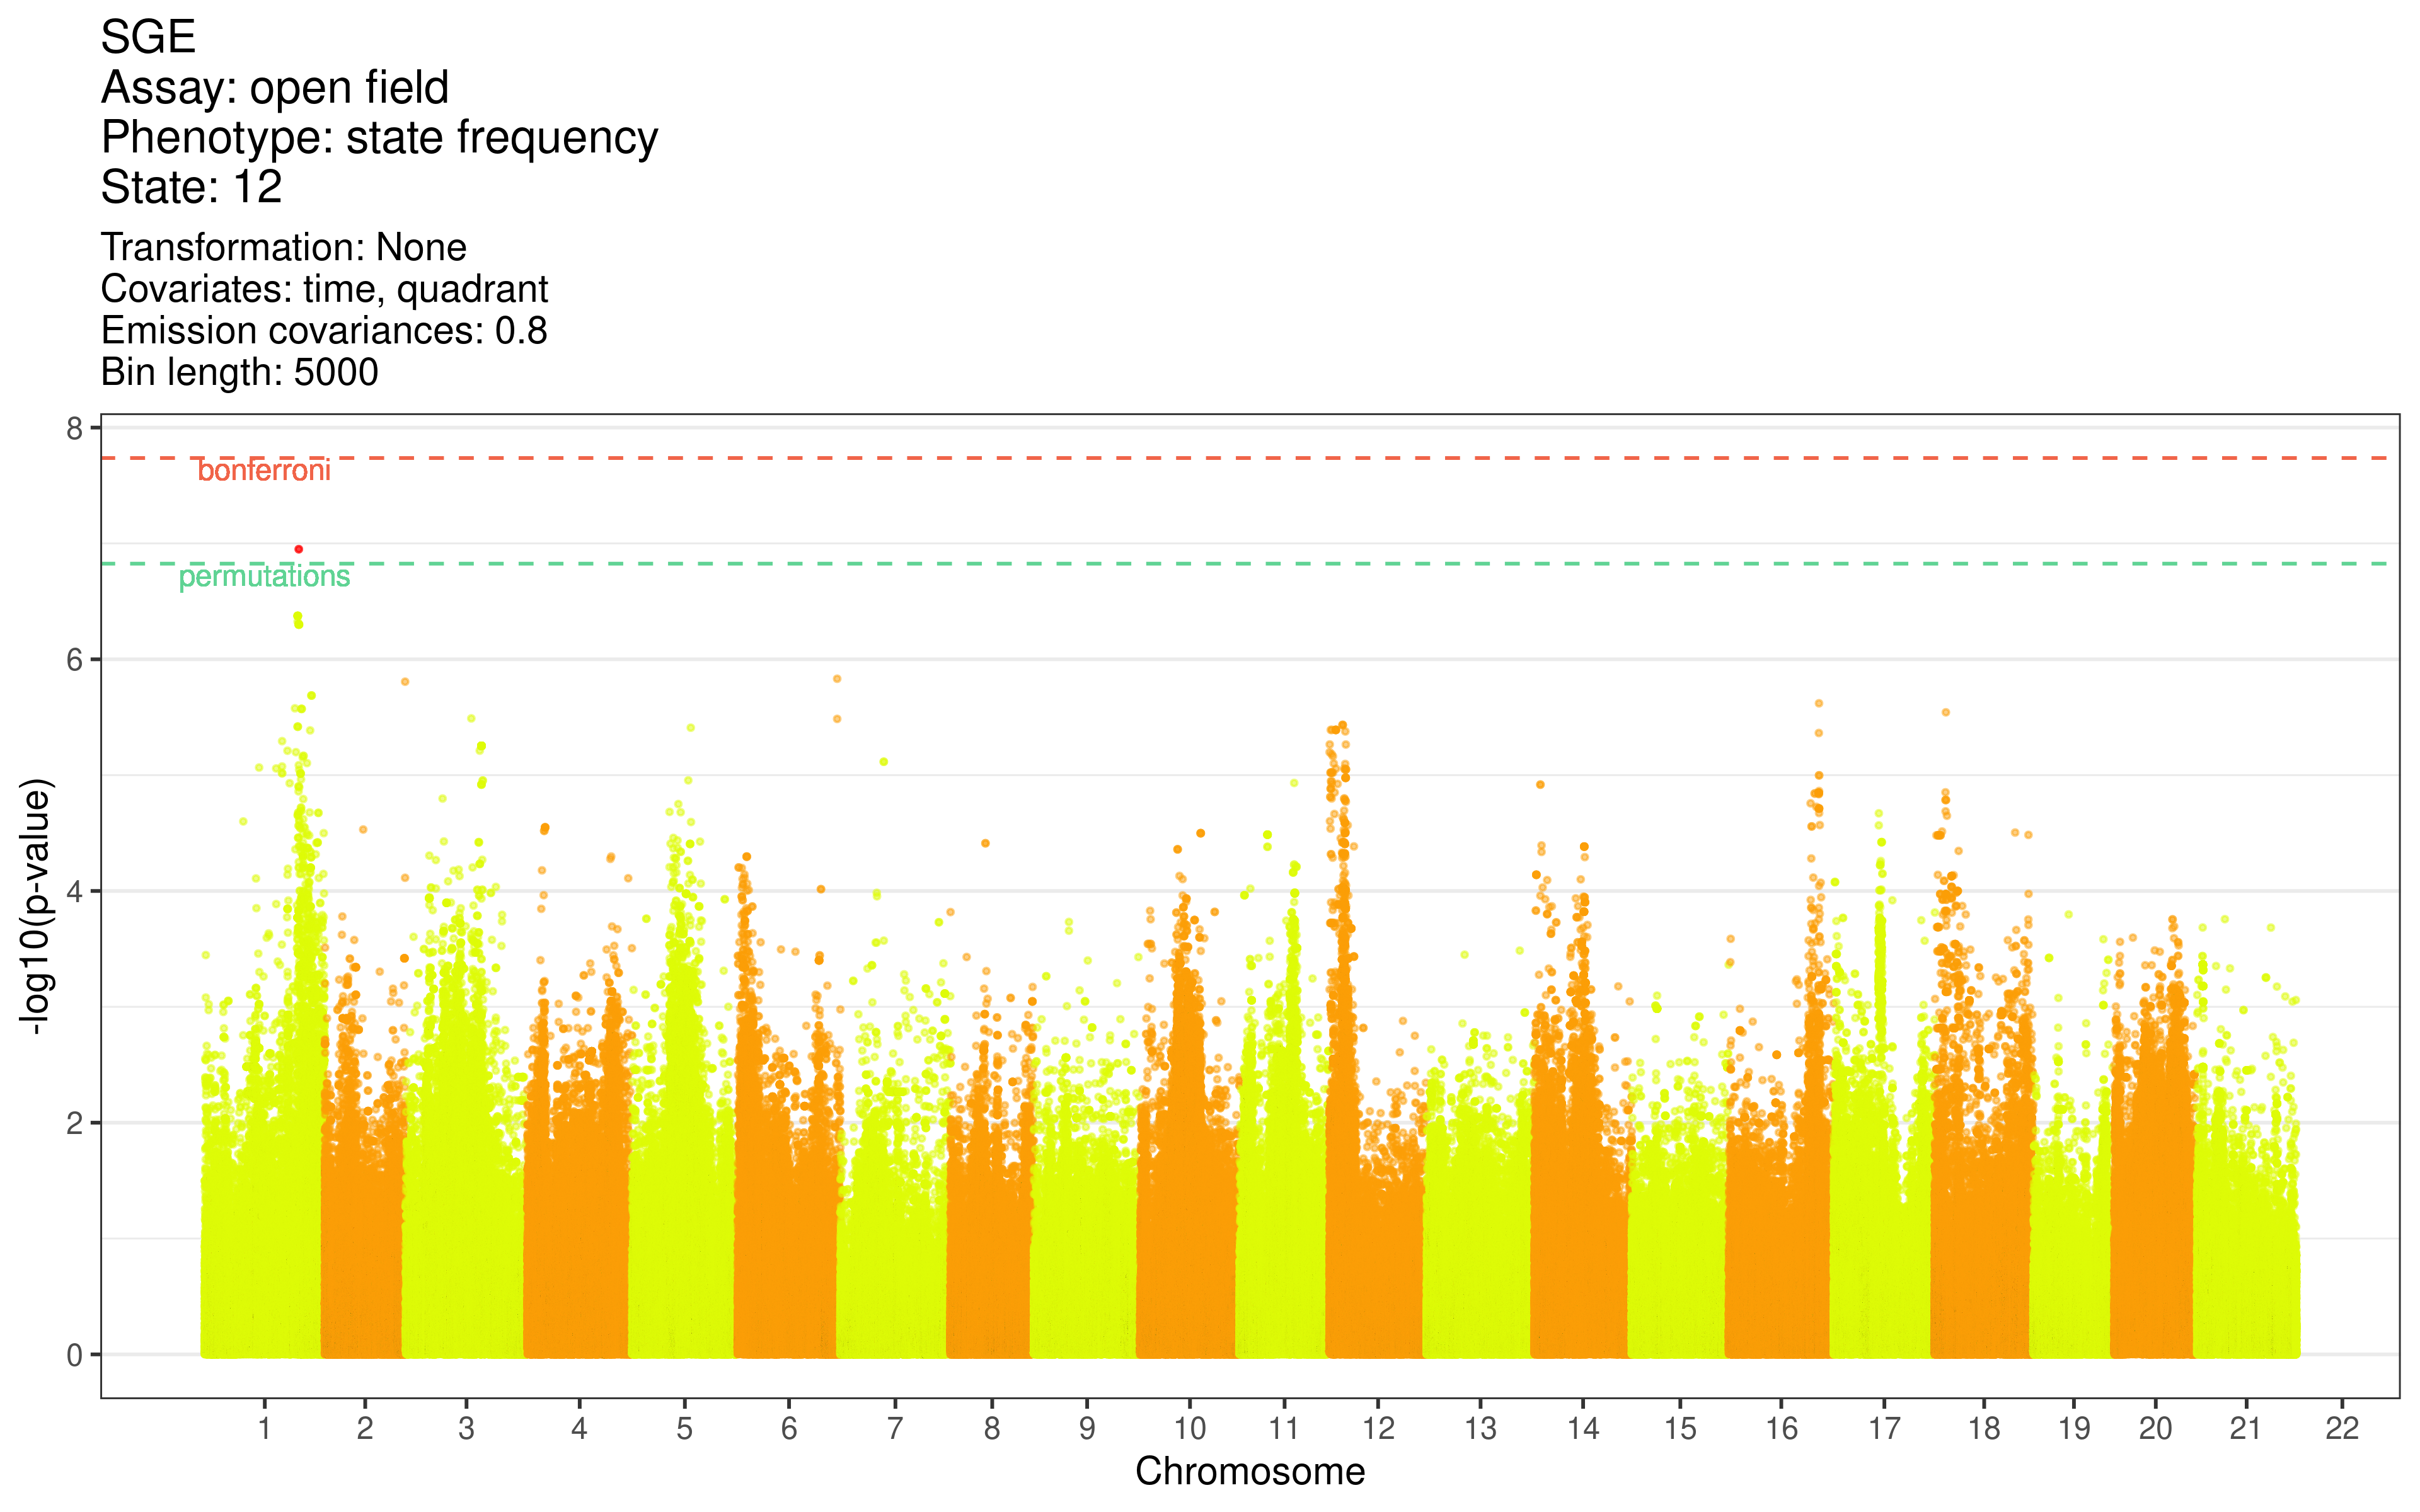 SGE
Assay: open field
Phenotype: state frequency
State: 12
Transformation: None
Covariates: time, quadrant
Emission covariances: 0.8
Bin length: 5000
8
bonferroni
permutations
6
-log10(p-value)
4
2
0
1 2 3 4 5 6 7 8 9 10 11 12 13 14 15 16 17 18 19 20 21 22
Chromosome